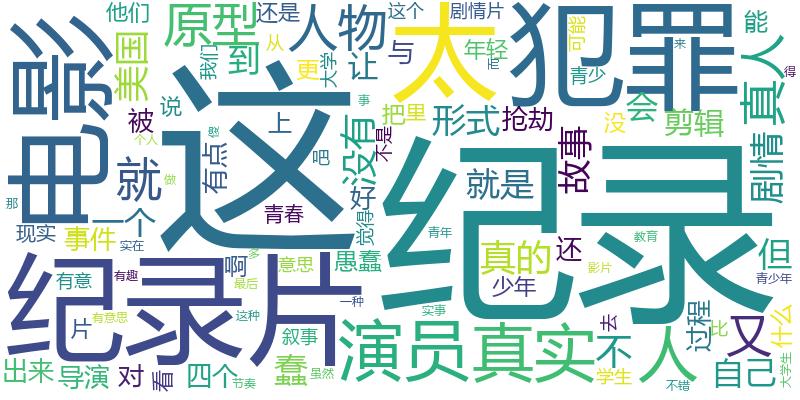 他们
原型
还是
人物
这个
剧情片
太
犯罪
能
电影
美国
到
从
我们
更
大学
让
与
而
年轻
可能
青少
来
真人
得
这
说
被
上
吧
事
没有
不是
把里
形式
抢劫
故事
没
会
剪辑
剧情
个人
傻
那
就
做
有点
好
觉得
纪录
就是
现实
事件
一个
实在
青春
多
青年
真的
还
教育
但
纪录片
有意
有趣
啊
意思
愚蠢
最后
一种
少年
影片
青少年
片
有意思
这种
叙事
实事
演员
真实
不
去
人
过程
比
又
什么
出来
导演
对
看
四个
节奏
蠢
虽然
学生
不错
自己
大学生